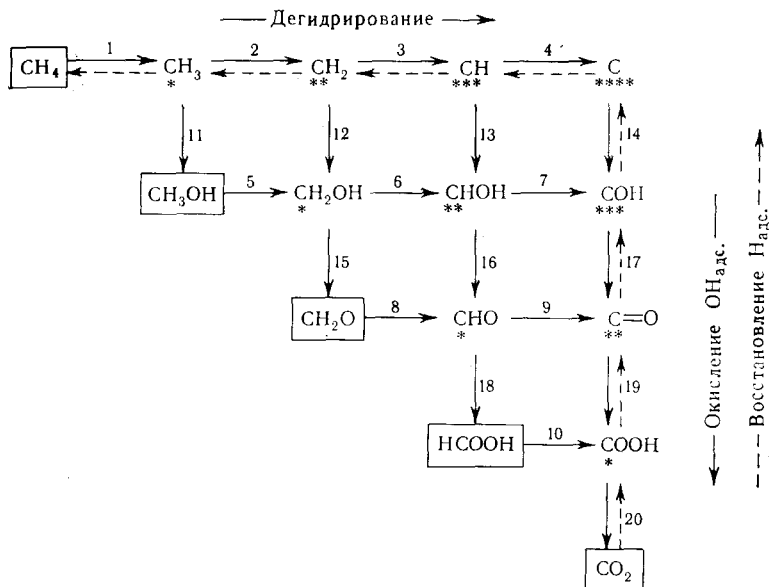 Дегидрирование
1 2 3 4
CH₄ CH₃ CH₂ CH C
* ** *** ****
11 12 13 14
CH₃OH 5 CH₂OH 6 CHOH 7 COH
* ** ***
15 16 17
CH₂O 8 CHO 9 C=O
* **
18 19
HCOOH 10 COOH
*
20
CO₂
Окисление OHадс.
Восстановление Hадс.